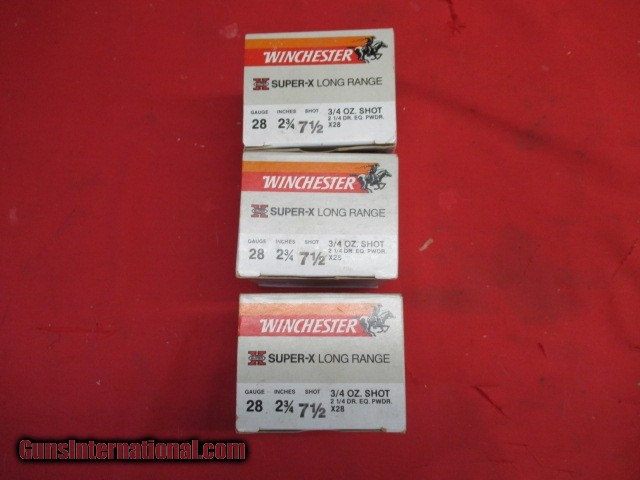 WINCHESTER
SUPER-X LONG RANGE
GAUGE INCHES SHOT
28 2¾ 7½
3/4 OZ. SHOT
2 1/4 DR. EQ. PWDR.
X28
WINCHESTER
SUPER-X LONG RANGE
GAUGE INCHES SHOT
28 2¾ 7½
3/4 OZ. SHOT
2 1/4 DR. EQ. PWDR.
X28
WINCHESTER
SUPER-X LONG RANGE
GAUGE INCHES SHOT
28 2¾ 7½
3/4 OZ. SHOT
2 1/4 DR. EQ. PWDR.
X28
GunsInternational.com